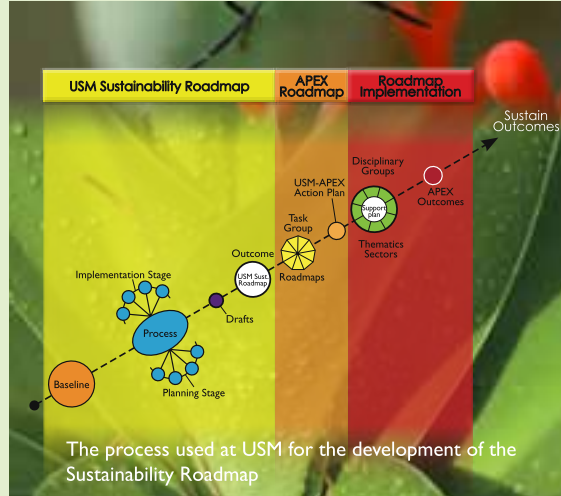 USM Sustainability Roadmap
APEX
Roadmap
Roadmap
Implementation
Sustain
Outcomes
Disciplinary
Groups
USM-APEX
Action Plan
Support
plan
APEX
Outcomes
Task
Group
Thematics
Sectors
Outcome
USM Sust.
Roadmap
Roadmaps
Implementation Stage
Drafts
Process
Baseline
Planning Stage
The process used at USM for the development of the
Sustainability Roadmap